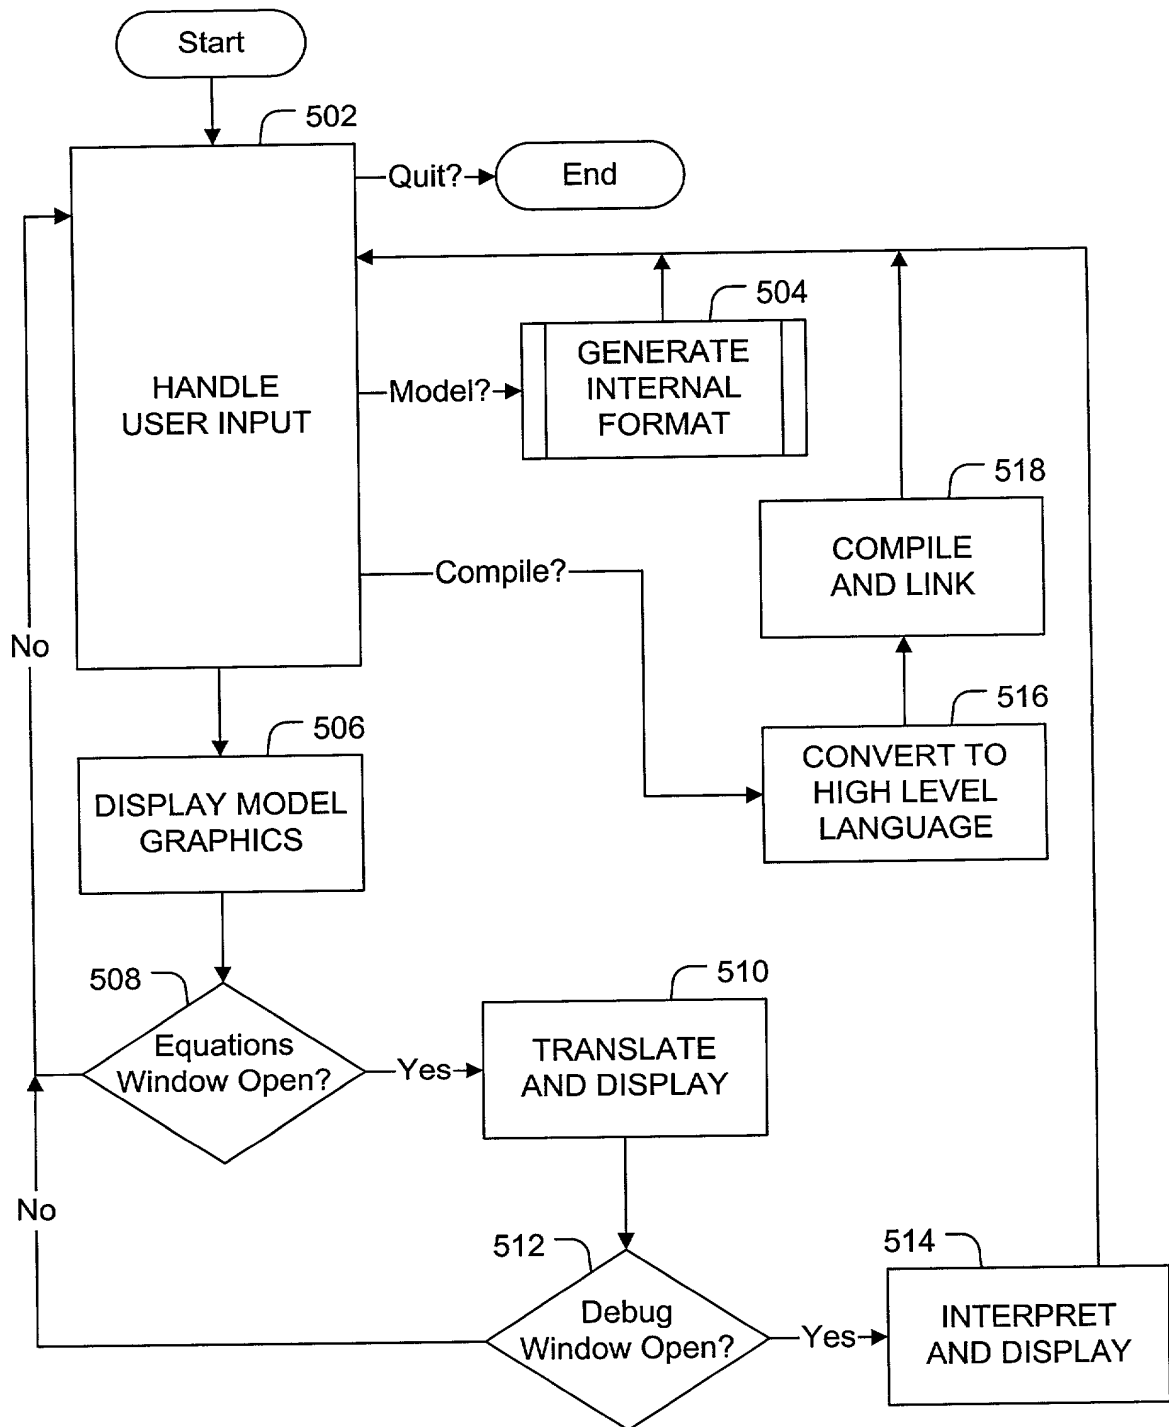 Start
502
Quit?
End
HANDLE
USER INPUT
504
Model?
GENERATE
INTERNAL
FORMAT
518
COMPILE
AND LINK
Compile?
No
516
CONVERT TO
HIGH LEVEL
LANGUAGE
506
DISPLAY MODEL
GRAPHICS
508
Equations
Window Open?
Yes
510
TRANSLATE
AND DISPLAY
No
512
Debug
Window Open?
Yes
514
INTERPRET
AND DISPLAY